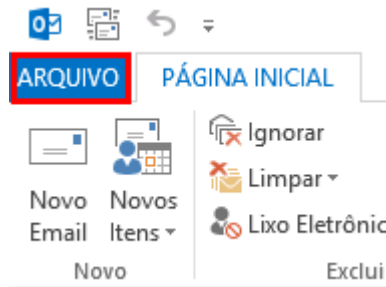 ARQUIVO PÁGINA INICIAL
Ignorar
Limpar
Lixo Eletrônic
Novo Email
Novos Itens
Novo
Exclui